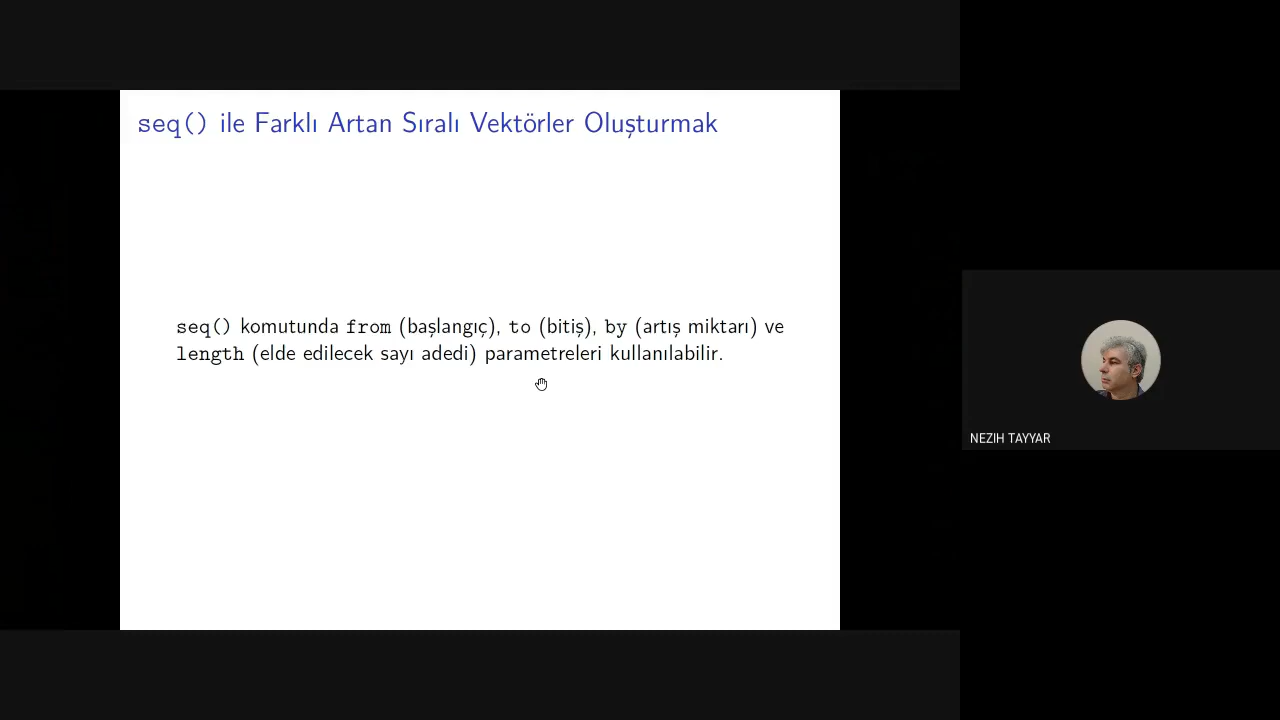 seq() ile Farklı Artan Sıralı Vektörler Oluşturmak
seq() komutunda from (başlangıç), to (bitiş), by (artış miktarı) ve
length (elde edilecek sayı adedi) parametreleri kullanılabilir.
NEZIH TAYYAR